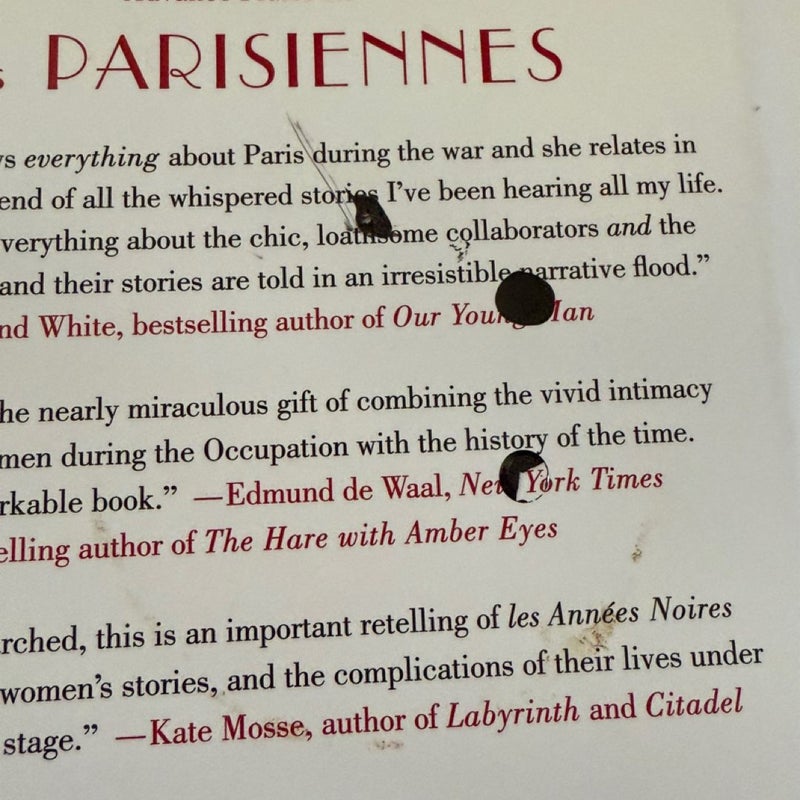 PARISIENNES
everything about Paris during the war and she relates in
end of all the whispered stories I've been hearing all my life.
verything about the chic, loathsome collaborators and the
and their stories are told in an irresistible narrative flood.”
nd White, bestselling author of Our Young Man
he nearly miraculous gift of combining the vivid intimacy
men during the Occupation with the history of the time.
rkable book.” —Edmund de Waal, New York Times
elling author of The Hare with Amber Eyes
rched, this is an important retelling of les Années Noires
women’s stories, and the complications of their lives under
stage.” —Kate Mosse, author of Labyrinth and Citadel